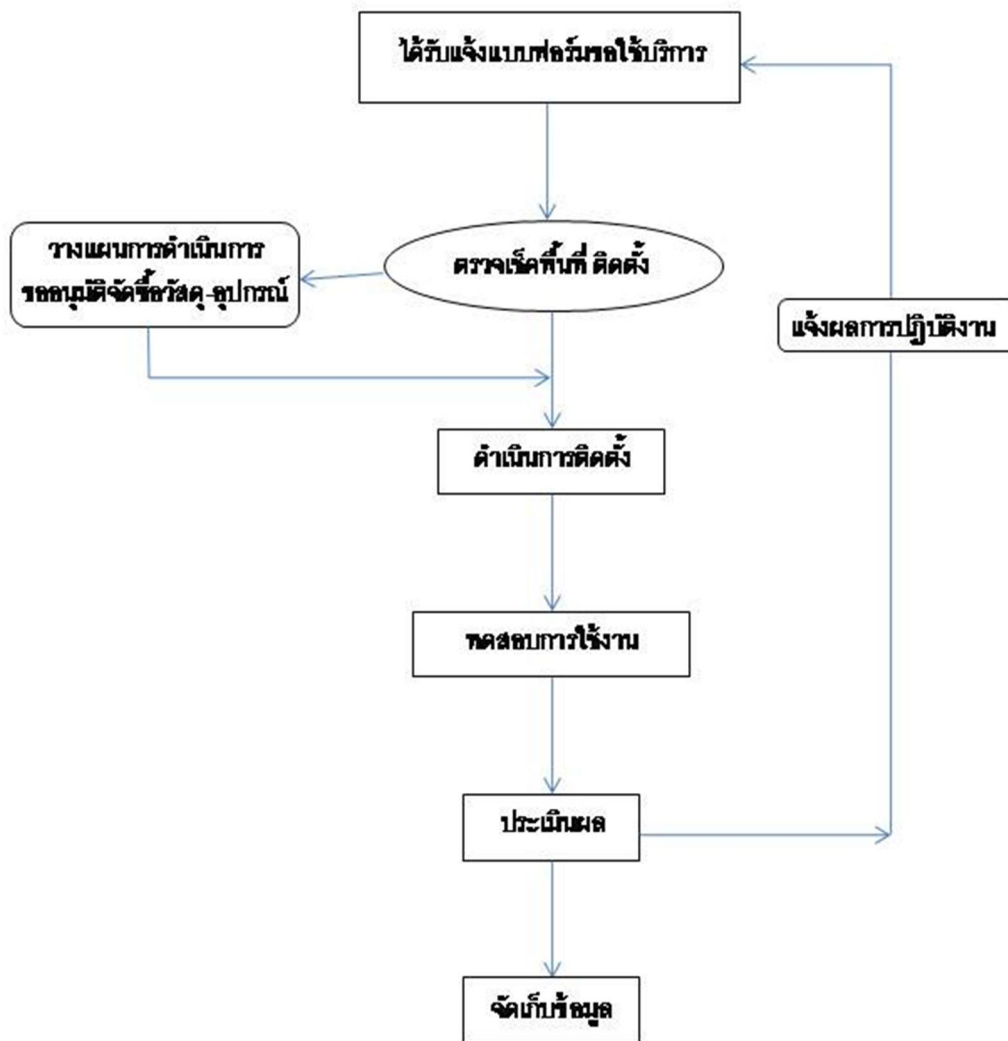 ได้รับแจ้งแบบฟอร์มขอใช้บริการ
ตรวจเช็คพื้นที่ ติดตั้ง
วางแผนการดำเนินการ
ขออนุมัติจัดซื้อวัสดุ-อุปกรณ์
แจ้งผลการปฏิบัติงาน
ดำเนินการติดตั้ง
ทดสอบการใช้งาน
ประเมินผล
จัดเก็บข้อมูล